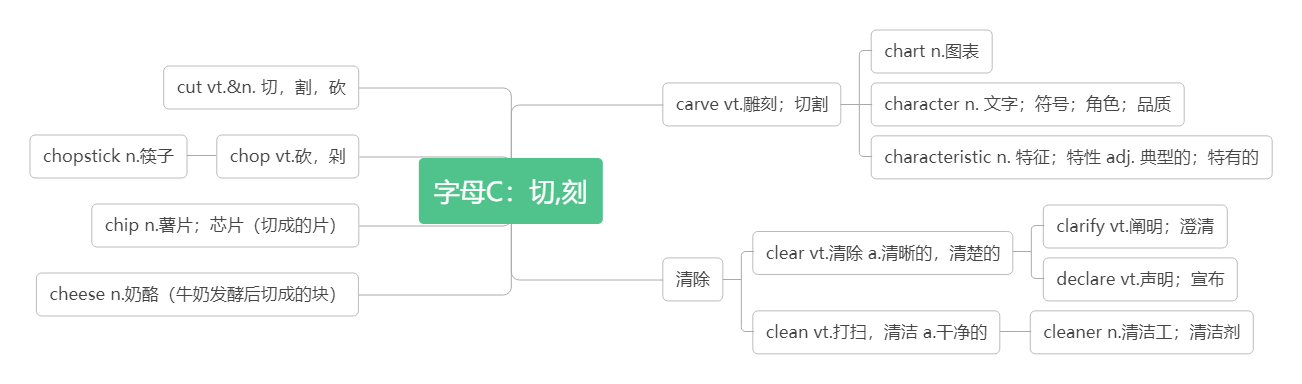 字母C：切,刻
cut vt.&n. 切，割，砍
chop vt.砍，剁
chopstick n.筷子
chip n.薯片；芯片（切成的片）
cheese n.奶酪（牛奶发酵后切成的块）
carve vt.雕刻；切割
chart n.图表
character n. 文字；符号；角色；品质
characteristic n. 特征；特性 adj. 典型的；特有的
清除
clear vt.清除 a.清晰的，清楚的
clarify vt.阐明；澄清
declare vt.声明；宣布
clean vt.打扫，清洁 a.干净的
cleaner n.清洁工；清洁剂